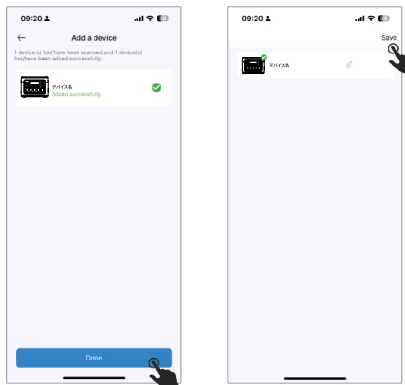 09:20
Add a device
1 device(s) has/have been scanned and 1 device(s)
has/have been added successfully.
デバイス名
Added successfully.
Done
09:20
Save
デバイス名